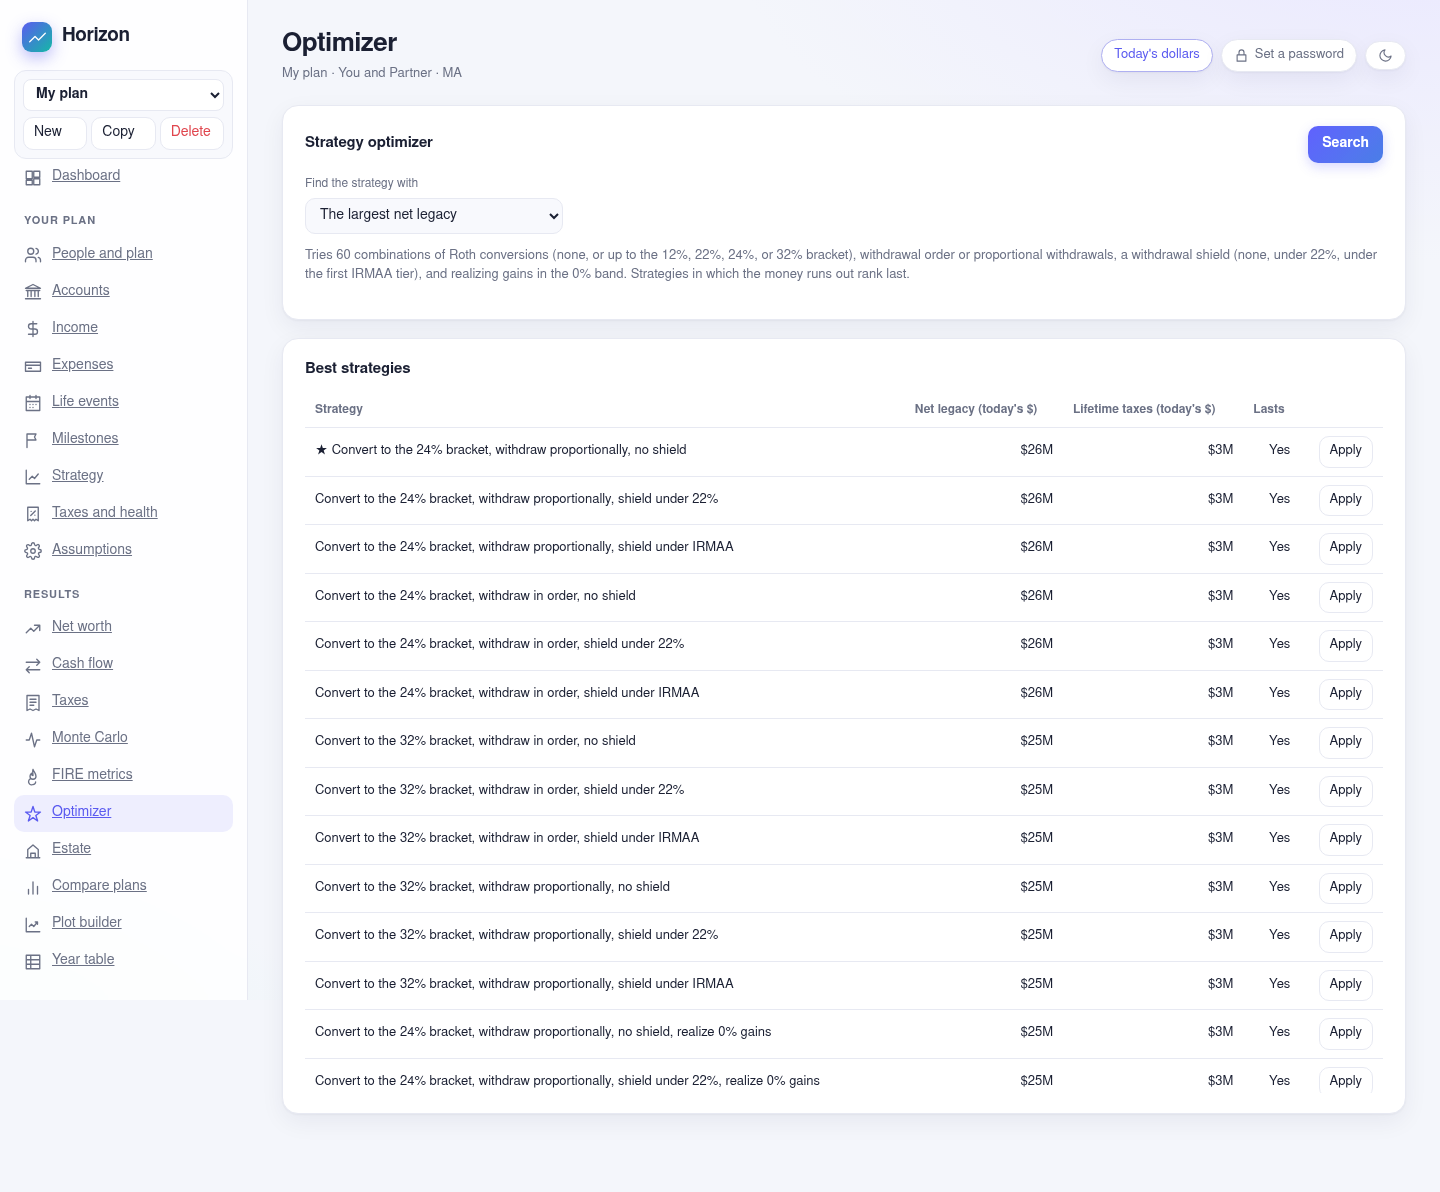 Horizon
My plan
New Copy Delete
Dashboard
YOUR PLAN
People and plan
Accounts
Income
Expenses
Life events
Milestones
Strategy
Taxes and health
Assumptions
RESULTS
Net worth
Cash flow
Taxes
Monte Carlo
FIRE metrics
Optimizer
Estate
Compare plans
Plot builder
Year table
Optimizer
My plan · You and Partner · MA
Today's dollars
Set a password
Strategy optimizer
Search
Find the strategy with
The largest net legacy
Tries 60 combinations of Roth conversions (none, or up to the 12%, 22%, 24%, or 32% bracket), withdrawal order or proportional withdrawals, a withdrawal shield (none, under 22%, under
the first IRMAA tier), and realizing gains in the 0% band. Strategies in which the money runs out rank last.
Best strategies
Strategy Net legacy (today's $) Lifetime taxes (today's $) Lasts
★ Convert to the 24% bracket, withdraw proportionally, no shield $26M $3M Yes Apply
Convert to the 24% bracket, withdraw proportionally, shield under 22% $26M $3M Yes Apply
Convert to the 24% bracket, withdraw proportionally, shield under IRMAA $26M $3M Yes Apply
Convert to the 24% bracket, withdraw in order, no shield $26M $3M Yes Apply
Convert to the 24% bracket, withdraw in order, shield under 22% $26M $3M Yes Apply
Convert to the 24% bracket, withdraw in order, shield under IRMAA $26M $3M Yes Apply
Convert to the 32% bracket, withdraw in order, no shield $25M $3M Yes Apply
Convert to the 32% bracket, withdraw in order, shield under 22% $25M $3M Yes Apply
Convert to the 32% bracket, withdraw in order, shield under IRMAA $25M $3M Yes Apply
Convert to the 32% bracket, withdraw proportionally, no shield $25M $3M Yes Apply
Convert to the 32% bracket, withdraw proportionally, shield under 22% $25M $3M Yes Apply
Convert to the 32% bracket, withdraw proportionally, shield under IRMAA $25M $3M Yes Apply
Convert to the 24% bracket, withdraw proportionally, no shield, realize 0% gains $25M $3M Yes Apply
Convert to the 24% bracket, withdraw proportionally, shield under 22%, realize 0% gains $25M $3M Yes Apply